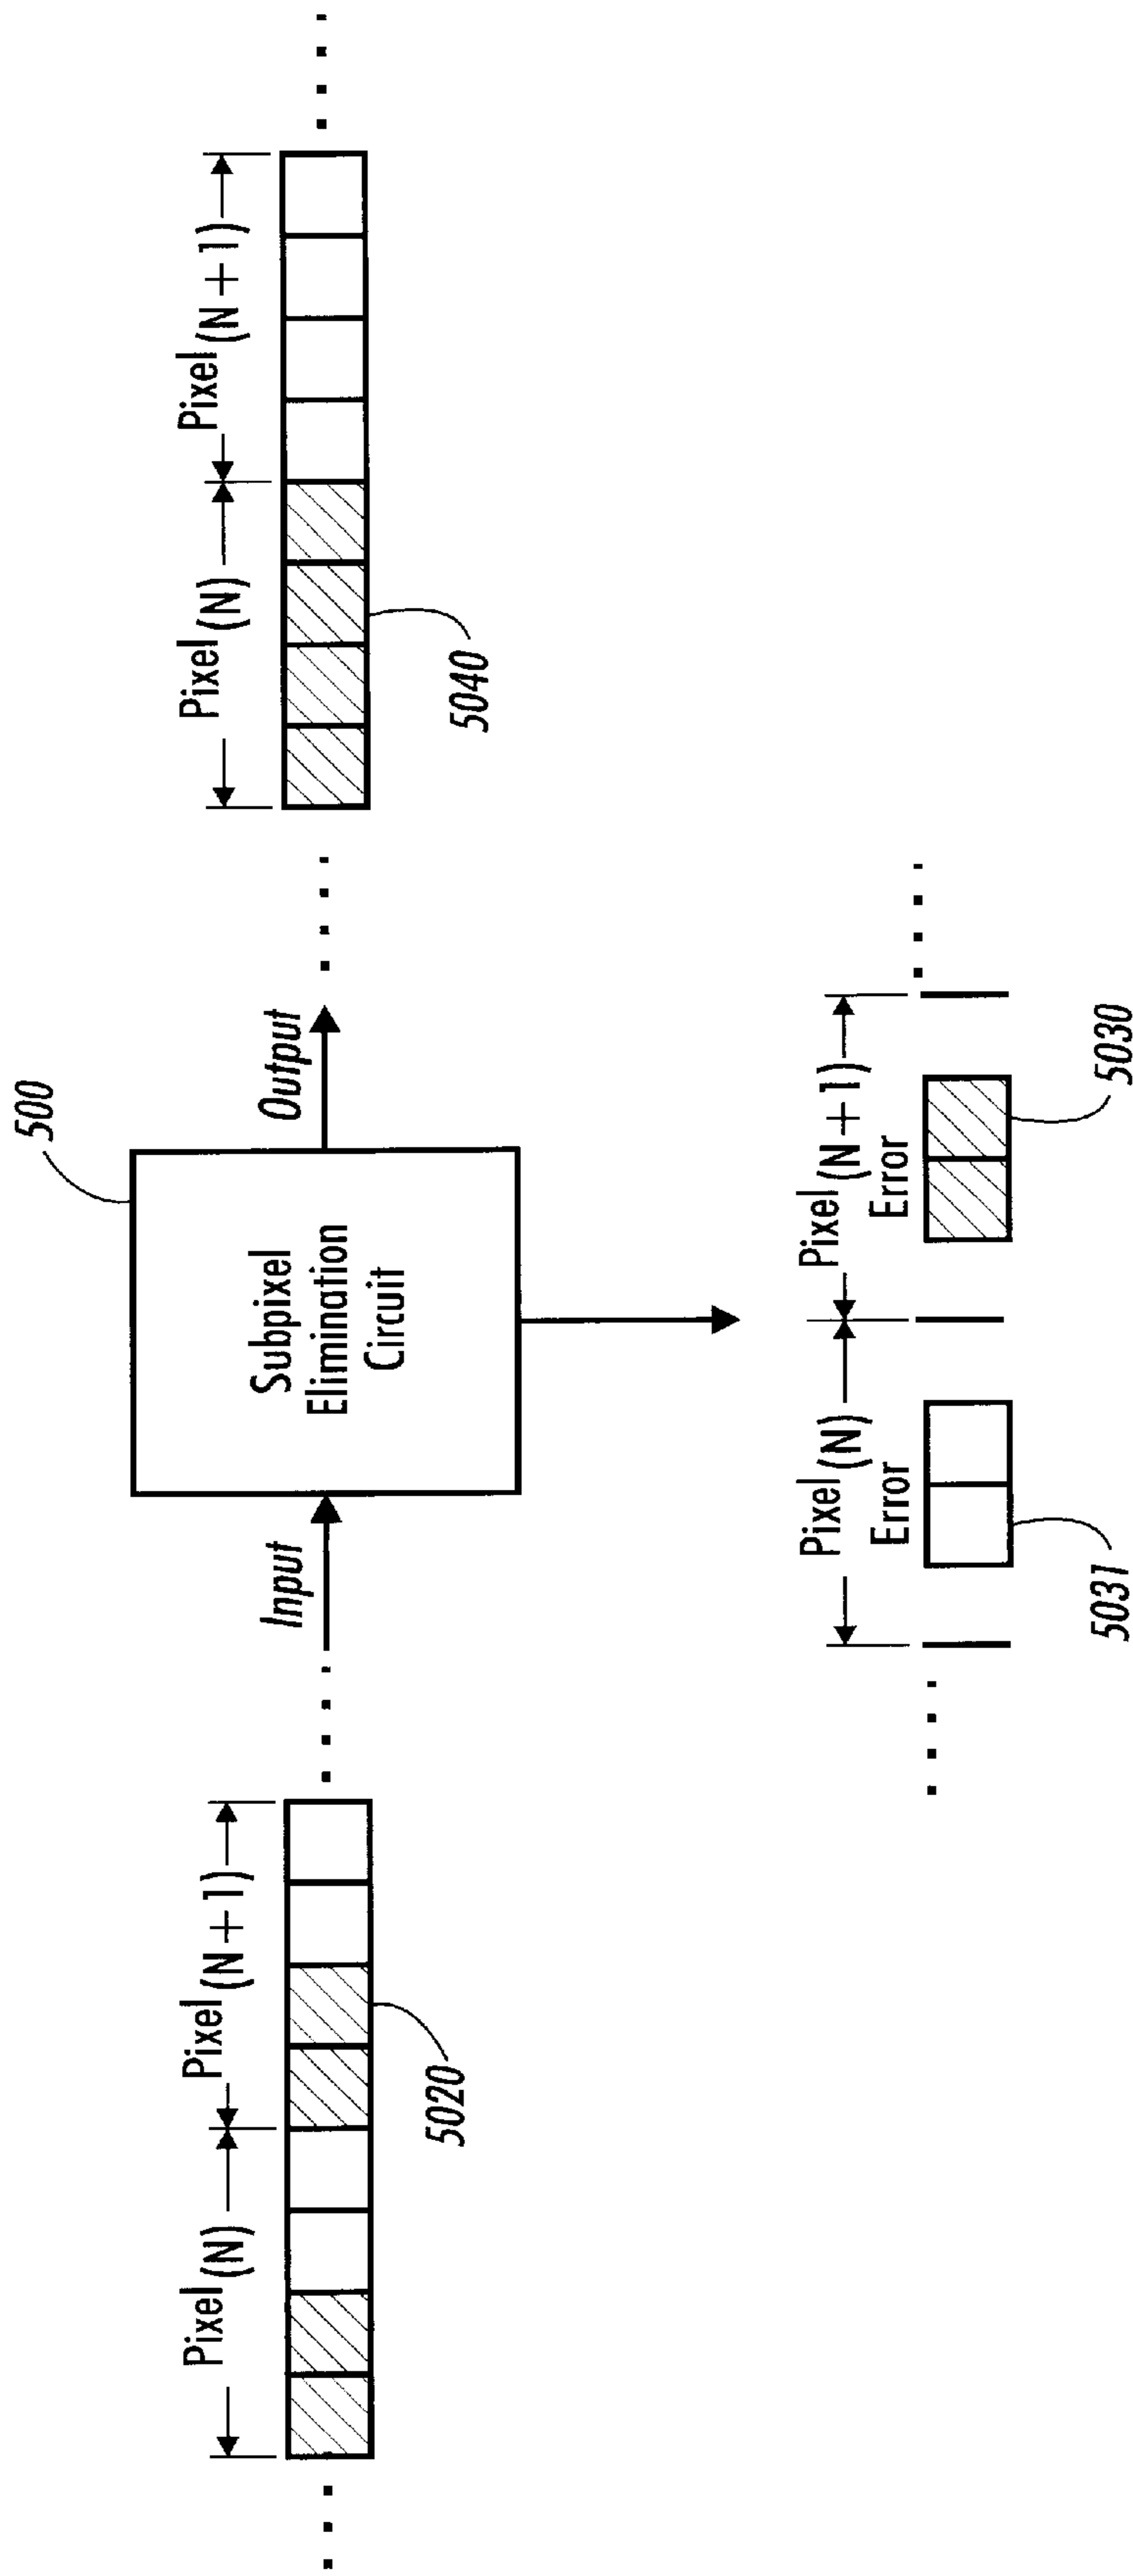 500
Pixel(N)
Pixel(N+1)
Input
Subpixel
Elimination
Circuit
Output
Pixel(N)
Pixel(N+1)
5020
5040
Pixel(N)
Error
Pixel(N+1)
Error
5031
5030